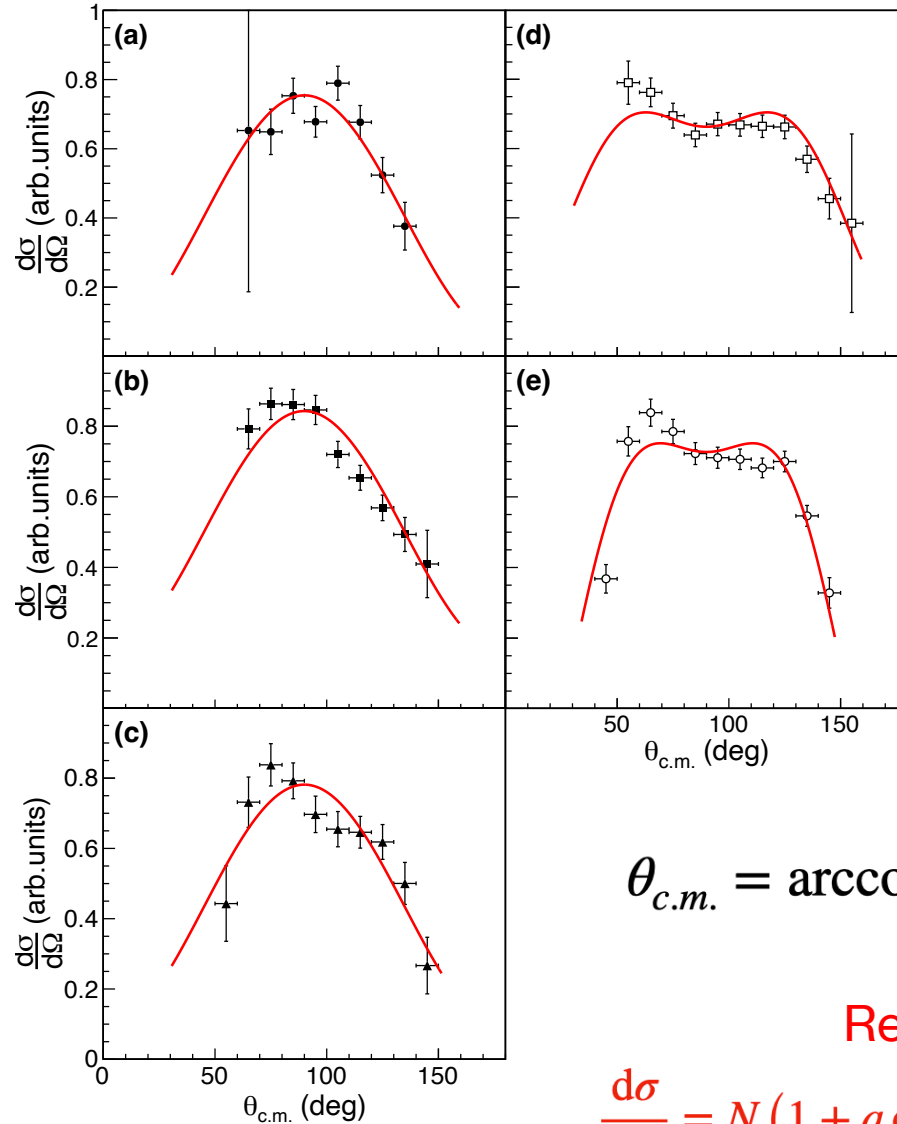 (a)
1
0.8
0.6
0.4
0.2
dσ
dΩ (arb.units)
(b)
0.8
0.6
0.4
0.2
dσ
dΩ (arb.units)
(c)
0.8
0.6
0.4
0.2
0
dσ
dΩ (arb.units)
0 50 100 150
θc.m. (deg)
(d)
(e)
50 100 150
θc.m. (deg)
θc.m. = arcco
Re
dσ
= N(1 + a